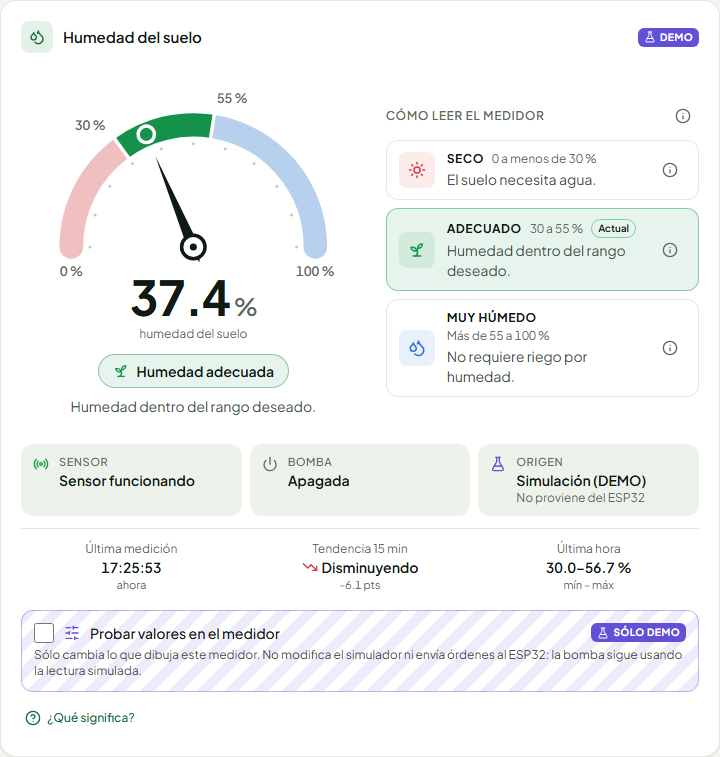 Humedad del suelo
DEMO
55 %
30 %
0 %
100 %
37.4%
humedad del suelo
Humedad adecuada
Humedad dentro del rango deseado.
CÓMO LEER EL MEDIDOR
SECO 0 a menos de 30 %
El suelo necesita agua.
ADECUADO 30 a 55 % Actual
Humedad dentro del rango
deseado.
MUY HÚMEDO
Más de 55 a 100 %
No requiere riego por
humedad.
SENSOR
Sensor funcionando
BOMBA
Apagada
ORIGEN
Simulación (DEMO)
No proviene del ESP32
Última medición
17:25:53
ahora
Tendencia 15 min
Disminuyendo
-6.1 pts
Última hora
30.0–56.7 %
mín – máx
Probar valores en el medidor
SÓLO DEMO
Sólo cambia lo que dibuja este medidor. No modifica el simulador ni envía órdenes al ESP32: la bomba sigue usando
la lectura simulada.
¿Qué significa?